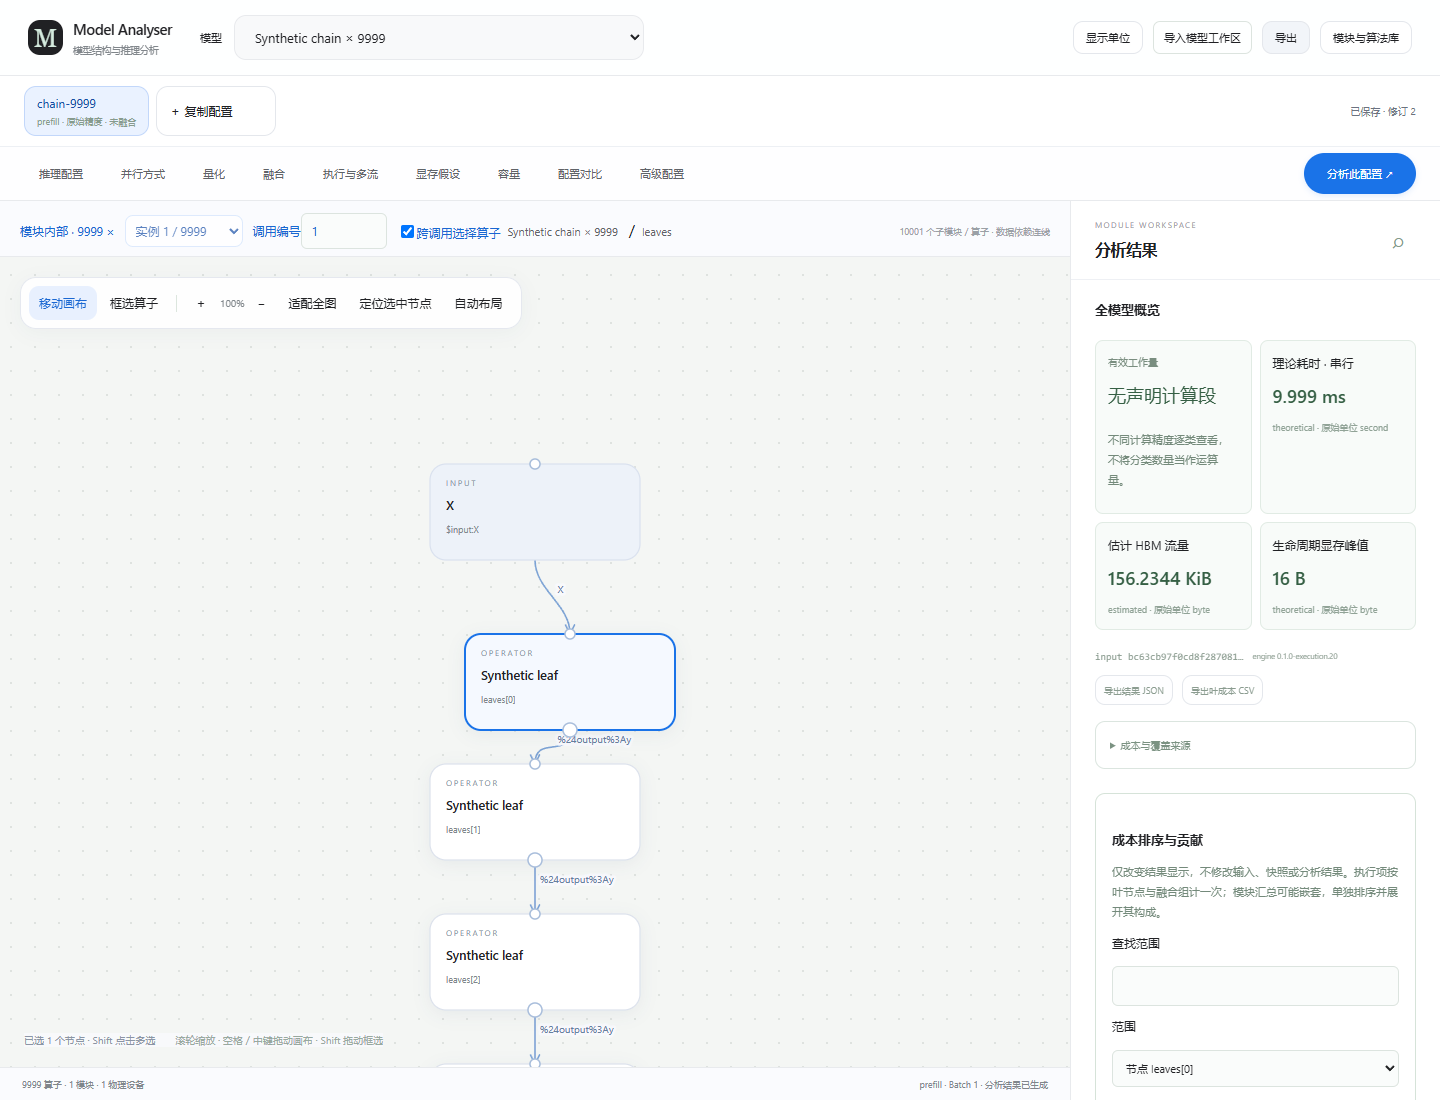 M
Model Analyser
模型结构与推理分析
模型
Synthetic chain × 9999
显示单位
导入模型工作区
导出
模块与算法库
chain-9999
prefill · 原始精度 · 未融合
+ 复制配置
已保存 · 修订 2
推理配置
并行方式
量化
融合
执行与多流
显存假设
容量
配置对比
高级配置
分析此配置 ↗
模块内部 · 9999 ×
实例 1 / 9999
调用编号
1
跨调用选择算子
Synthetic chain × 9999 / leaves
10001 个子模块 / 算子 · 数据依赖连线
移动画布
框选算子
+
100%
−
适配全图
定位选中节点
自动布局
INPUT
X
$input:X
X
OPERATOR
Synthetic leaf
leaves[0]
%24output%3Ay
OPERATOR
Synthetic leaf
leaves[1]
%24output%3Ay
OPERATOR
Synthetic leaf
leaves[2]
%24output%3Ay
已选 1 个节点 · Shift 点击多选
滚轮缩放 · 空格 / 中键拖动画布 · Shift 拖动框选
9999 算子 · 1 模块 · 1 物理设备
prefill · Batch 1 · 分析结果已生成
MODULE WORKSPACE
分析结果
全模型概览
有效工作量
无声明计算段
不同计算精度逐类查看，
不将分类数量当作运算
量。
理论耗时 · 串行
9.999 ms
theoretical · 原始单位 second
估计 HBM 流量
156.2344 KiB
estimated · 原始单位 byte
生命周期显存峰值
16 B
theoretical · 原始单位 byte
input bc63cb97f0cd8f287081… engine 0.1.0-execution.20
导出结果 JSON
导出叶成本 CSV
▶ 成本与覆盖来源
成本排序与贡献
仅改变结果显示，不修改输入、快照或分析结果。执行项按
叶节点与融合组计一次；模块汇总可能嵌套，单独排序并展
开其构成。
查找范围
范围
节点 leaves[0]